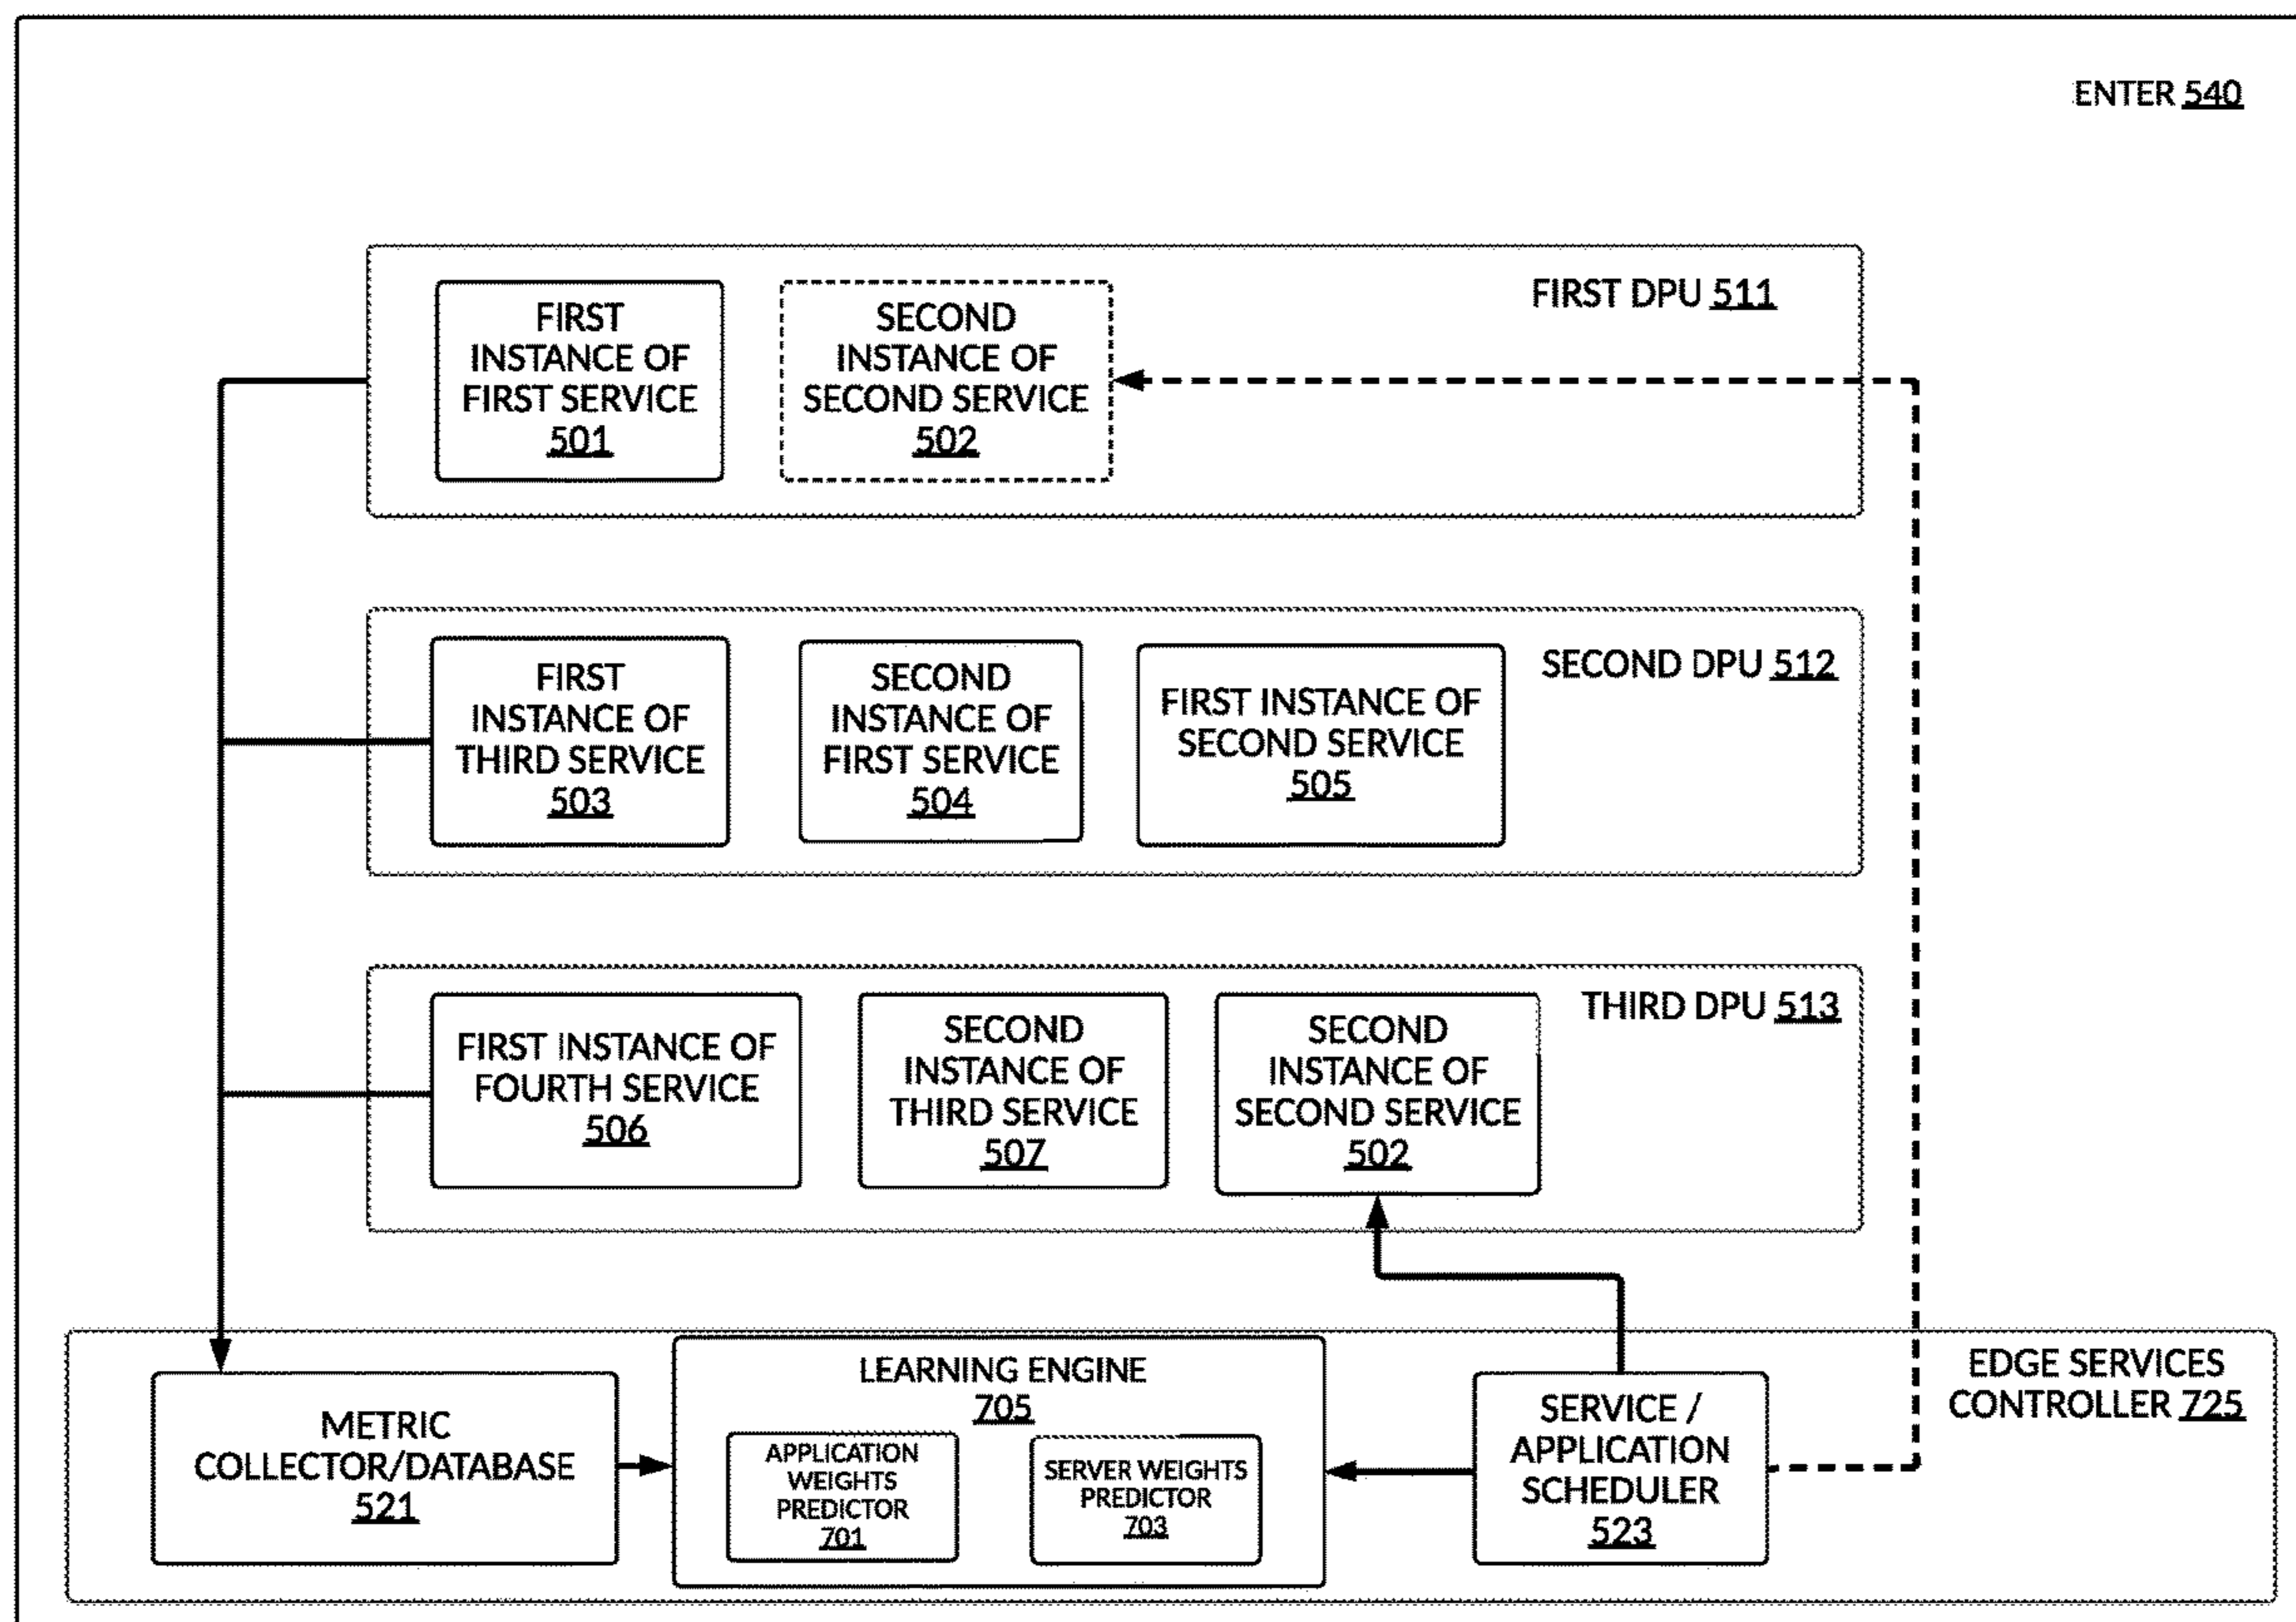 ENTER 540
FIRST DPU 511
FIRST
INSTANCE OF
FIRST SERVICE
501
SECOND
INSTANCE OF
SECOND SERVICE
502
SECOND DPU 512
FIRST
INSTANCE OF
THIRD SERVICE
503
SECOND
INSTANCE OF
FIRST SERVICE
504
FIRST INSTANCE OF
SECOND SERVICE
505
THIRD DPU 513
FIRST INSTANCE OF
FOURTH SERVICE
506
SECOND
INSTANCE OF
THIRD SERVICE
507
SECOND
INSTANCE OF
SECOND SERVICE
502
EDGE SERVICES
CONTROLLER 725
METRIC
COLLECTOR/DATABASE
521
LEARNING ENGINE
705
APPLICATION
WEIGHTS
PREDICTOR
701
SERVER WEIGHTS
PREDICTOR
703
SERVICE /
APPLICATION
SCHEDULER
523